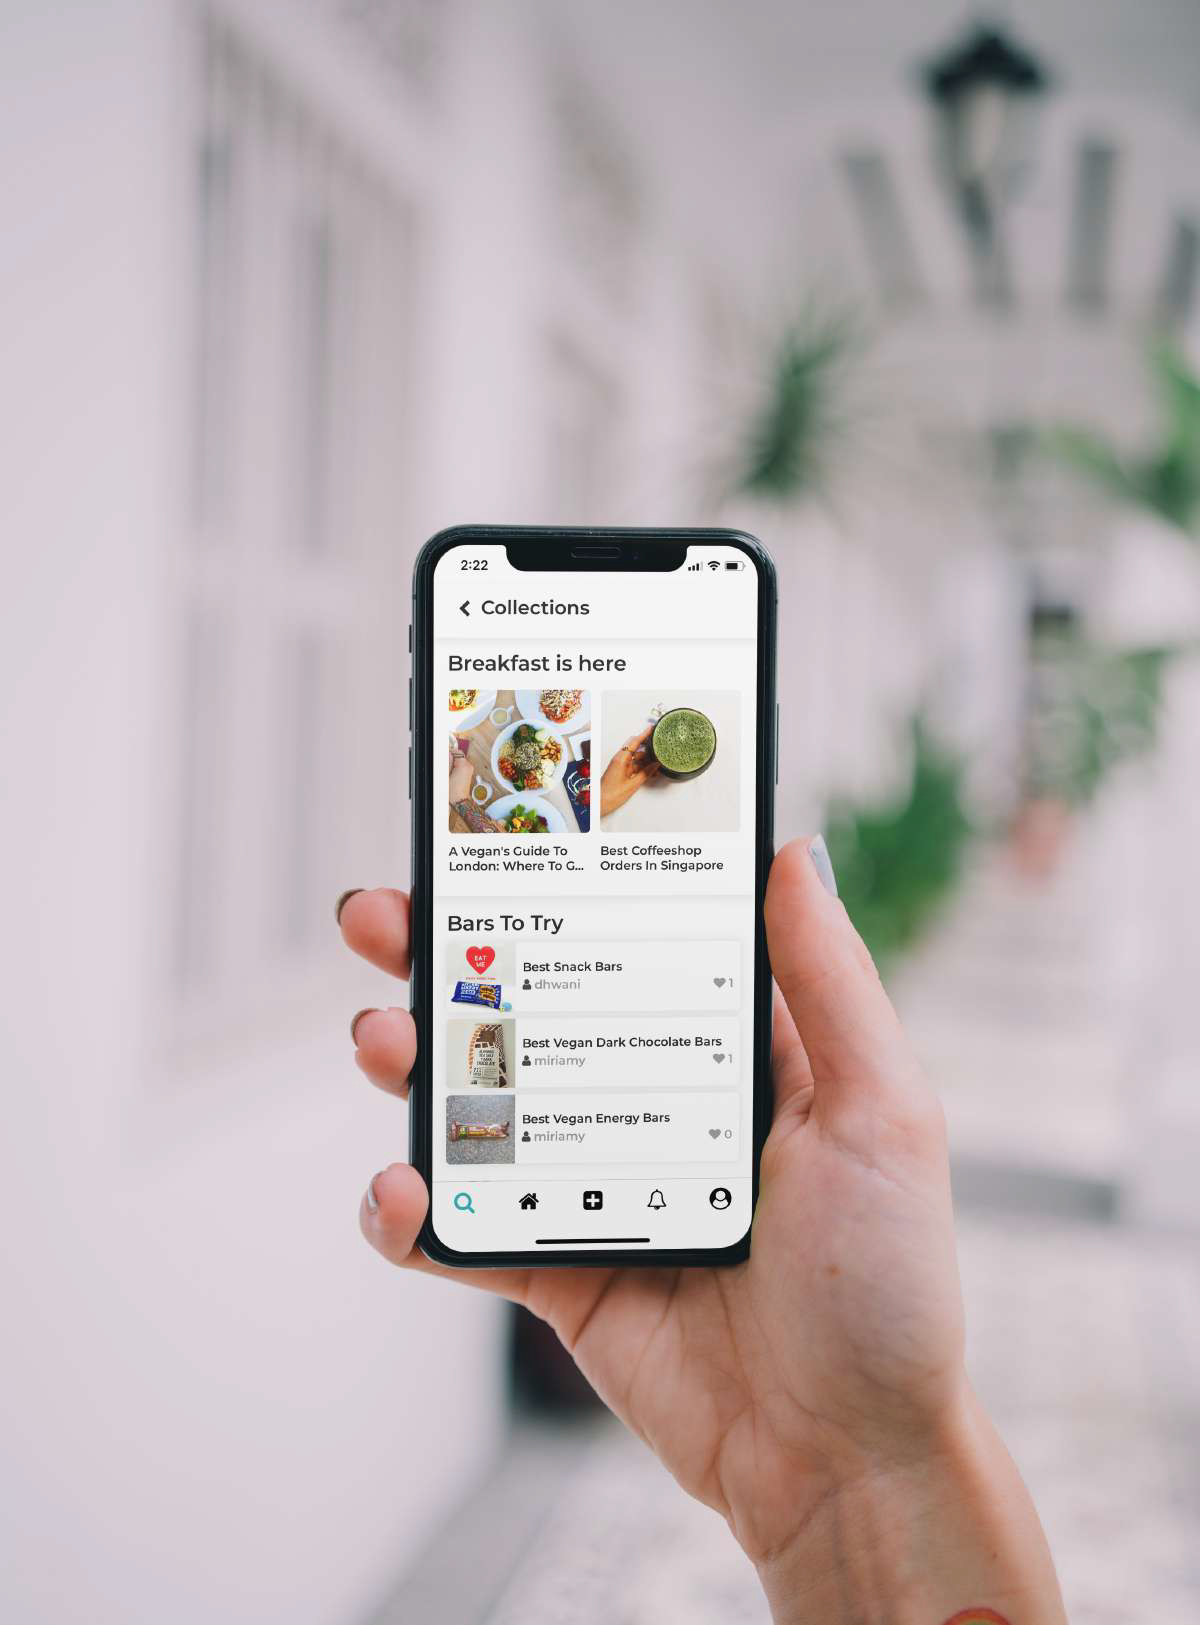 2:22
Collections
Breakfast is here
A Vegan's Guide To
London: Where To G...
Best Coffeeshop
Orders In Singapore
Bars To Try
EAT
ME
Best Snack Bars
dhwani
1
Best Vegan Dark Chocolate Bars
miriamy
1
Best Vegan Energy Bars
miriamy
0